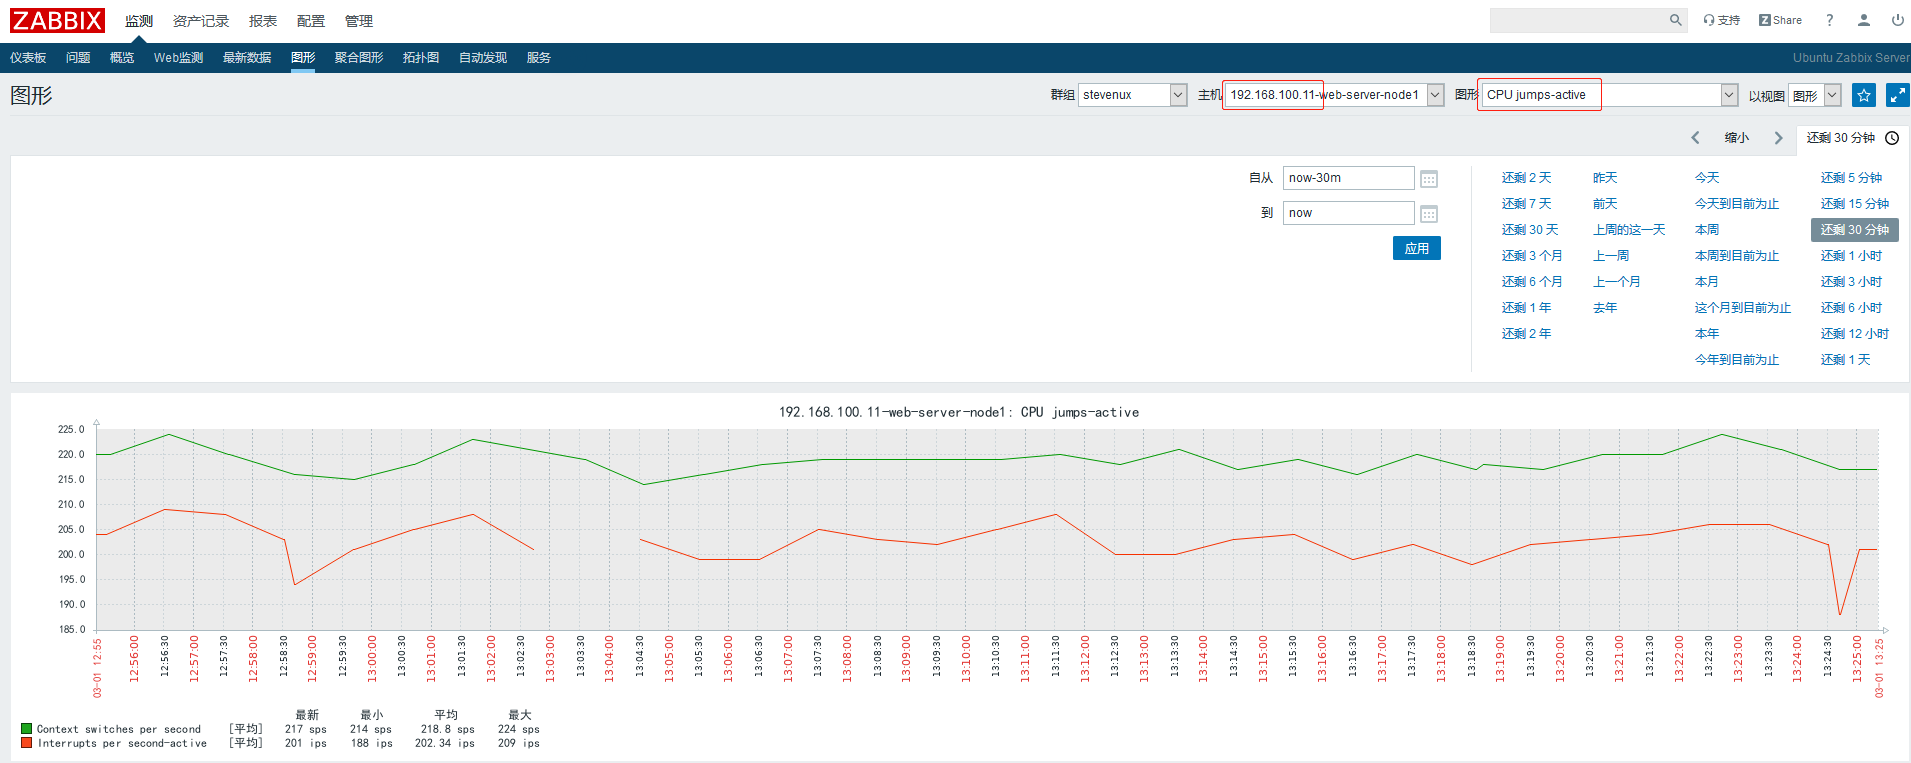 ZABBIX 监测 资产记录 报表 配置 管理 支持 Z Share ?
仪表板 问题 概览 Web监测 最新数据 图形 聚合图形 拓扑图 自动发现 服务 Ubuntu Zabbix Server
图形 群组 stevenux 主机 192.168.100.11-web-server-node1 图形 CPU jumps-active 以视图 图形
缩小 还剩 30 分钟
自从 now-30m
到 now
应用
还剩 2 天 昨天 今天 还剩 5 分钟
还剩 7 天 前天 今天到目前为止 还剩 15 分钟
还剩 30 天 上周的这一天 本周 还剩 30 分钟
还剩 3 个月 上一周 本周到目前为止 还剩 1 小时
还剩 6 个月 上一个月 本月 还剩 3 小时
还剩 1 年 去年 这个月到目前为止 还剩 6 小时
还剩 2 年 本年 还剩 12 小时
今年到目前为止 还剩 1 天
192.168.100.11-web-server-node1: CPU jumps-active
225.0
220.0
215.0
210.0
205.0
200.0
195.0
190.0
185.0
03-01 12:55 12:56:00 12:56:30 12:57:00 12:57:30 12:58:00 12:58:30 12:59:00 12:59:30 13:00:00 13:00:30 13:01:00 13:01:30 13:02:00 13:02:30 13:03:00 13:03:30 13:04:00 13:04:30 13:05:00 13:05:30 13:06:00 13:06:30 13:07:00 13:07:30 13:08:00 13:08:30 13:09:00 13:09:30 13:10:00 13:10:30 13:11:00 13:11:30 13:12:00 13:12:30 13:13:00 13:13:30 13:14:00 13:14:30 13:15:00 13:15:30 13:16:00 13:16:30 13:17:00 13:17:30 13:18:00 13:18:30 13:19:00 13:19:30 13:20:00 13:20:30 13:21:00 13:21:30 13:22:00 13:22:30 13:23:00 13:23:30 13:24:00 13:24:30 13:25:00 03-01 13:25
最新 最小 平均 最大
Context switches per second [平均] 217 sps 214 sps 218.8 sps 224 sps
Interrupts per second-active [平均] 201 ips 188 ips 202.34 ips 209 ips